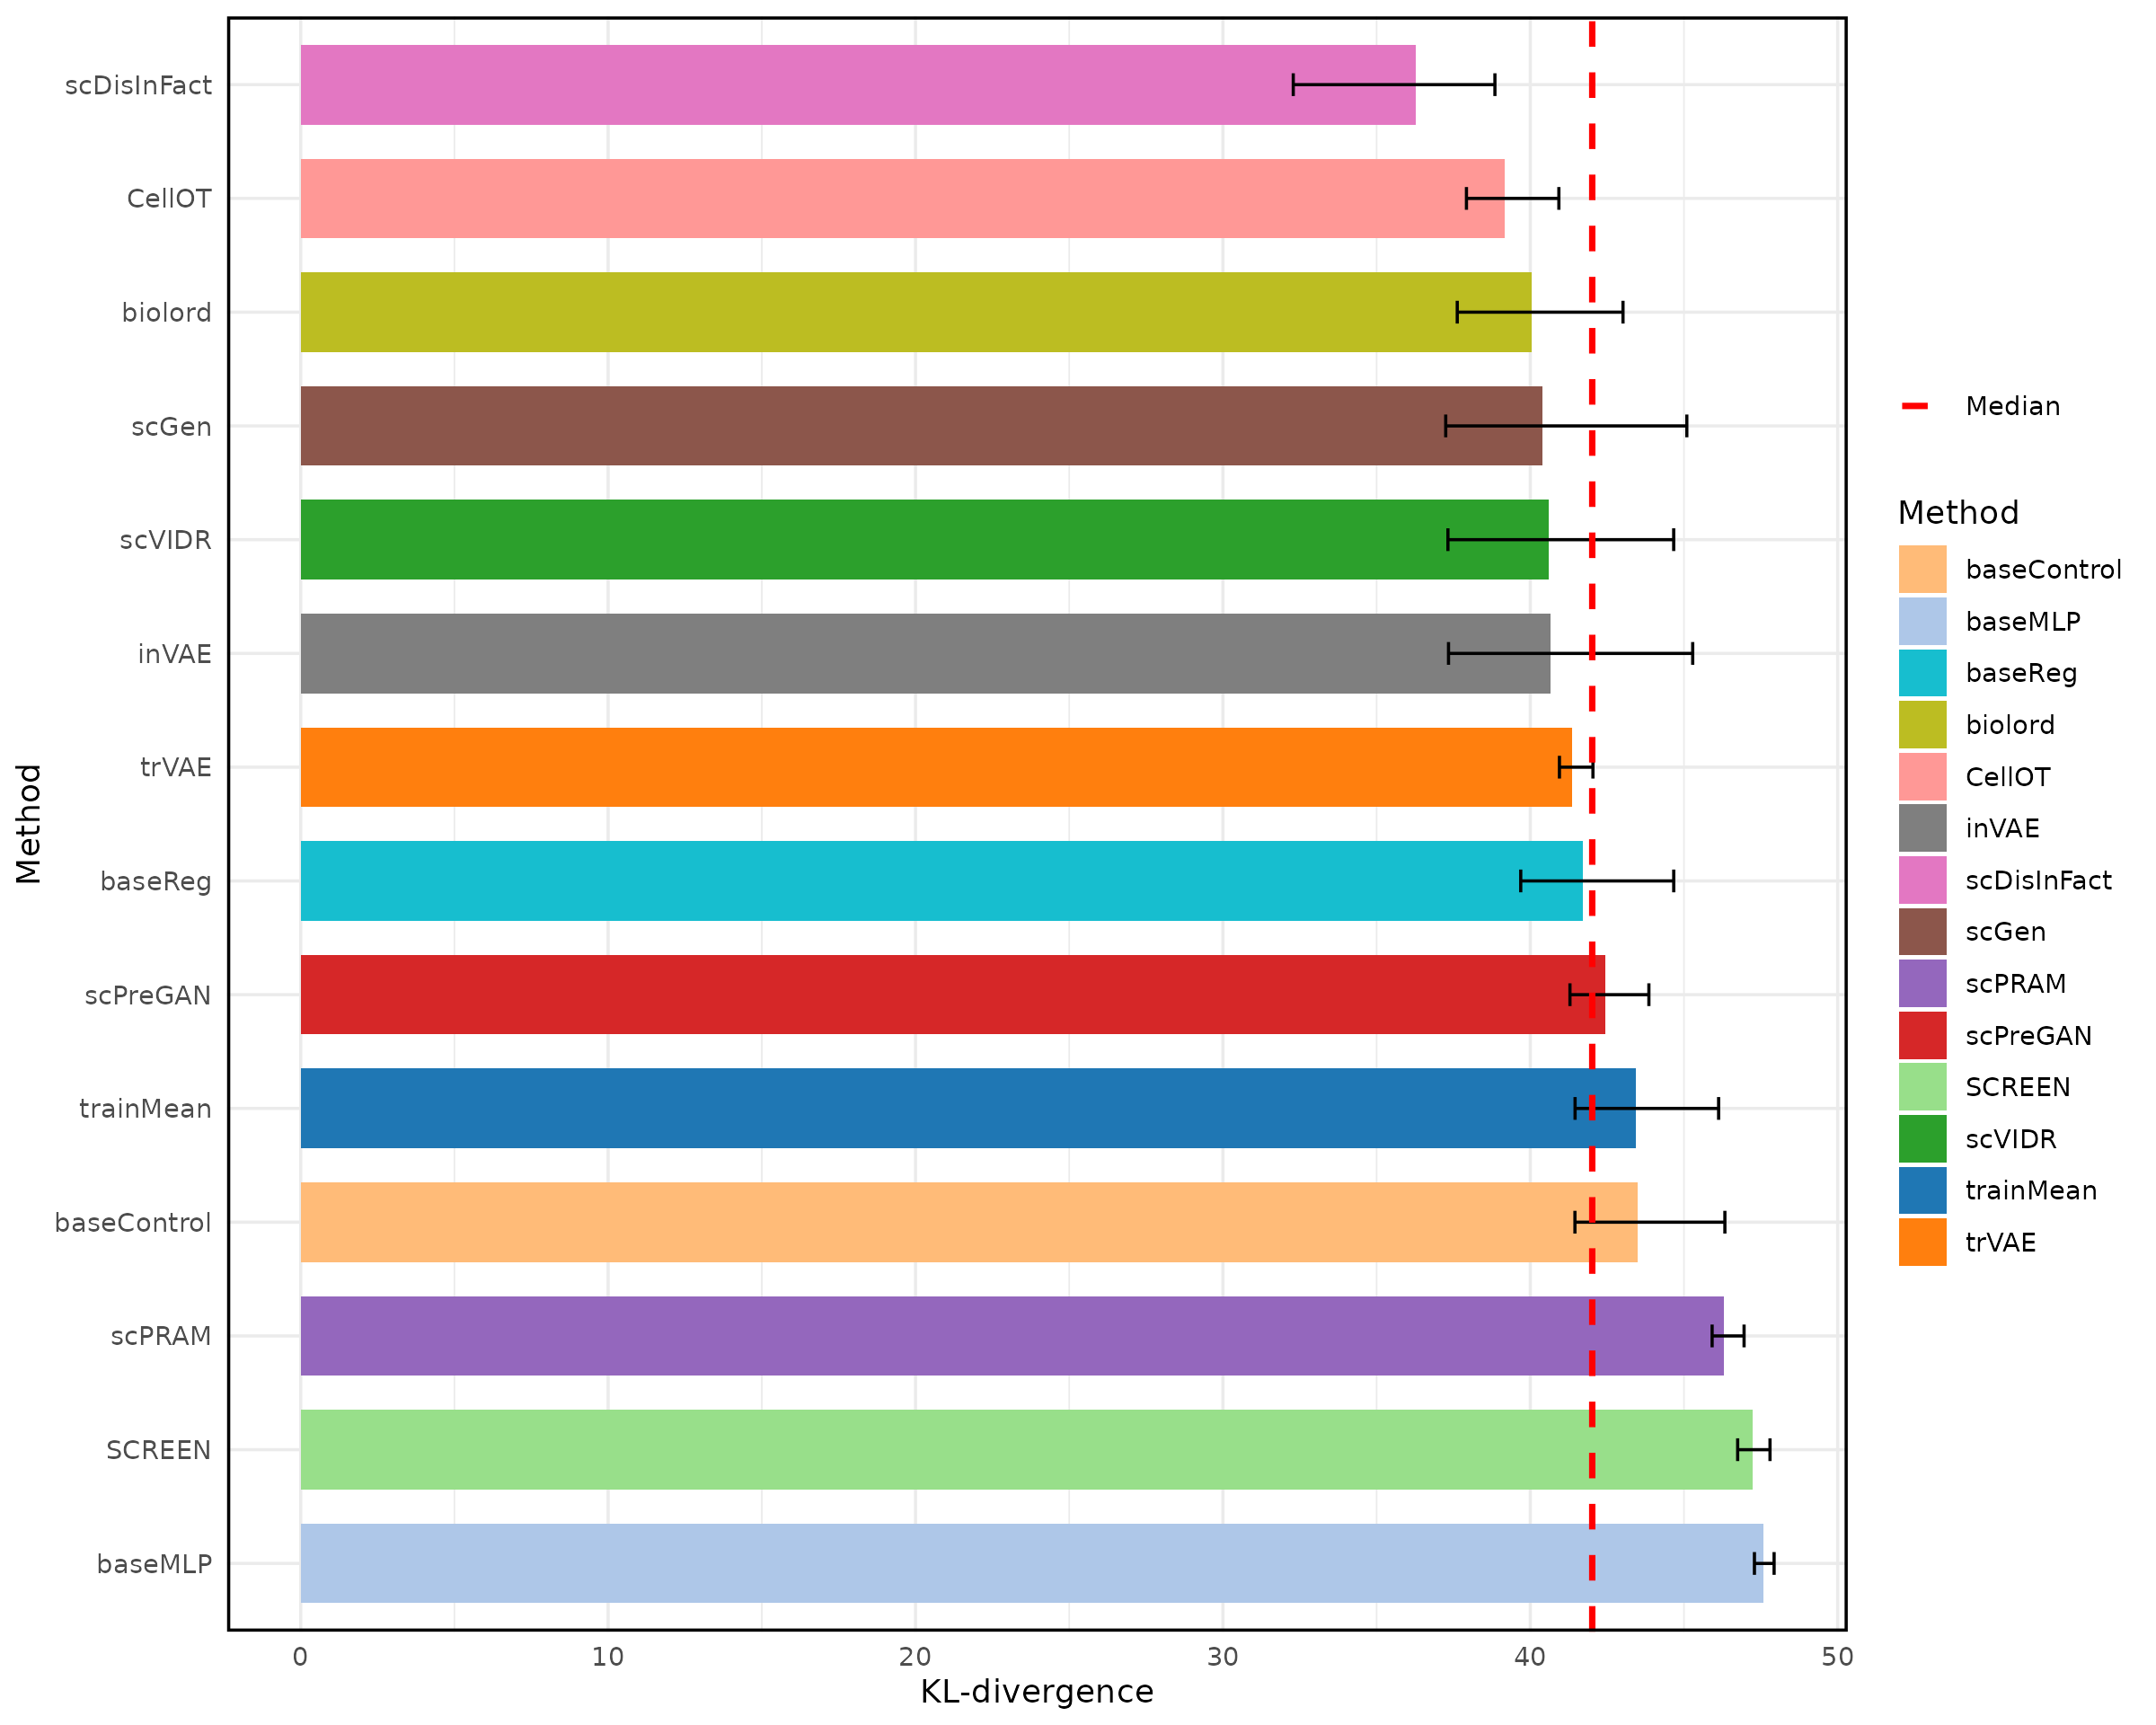 scDisInFact
CellOT
biolord
scGen
scVIDR
inVAE
trVAE
baseReg
scPreGAN
trainMean
baseControl
scPRAM
SCREEN
baseMLP
Method
0 10 20 30 40 50
KL-divergence
Median
Method
baseControl
baseMLP
baseReg
biolord
CellOT
inVAE
scDisInFact
scGen
scPRAM
scPreGAN
SCREEN
scVIDR
trainMean
trVAE